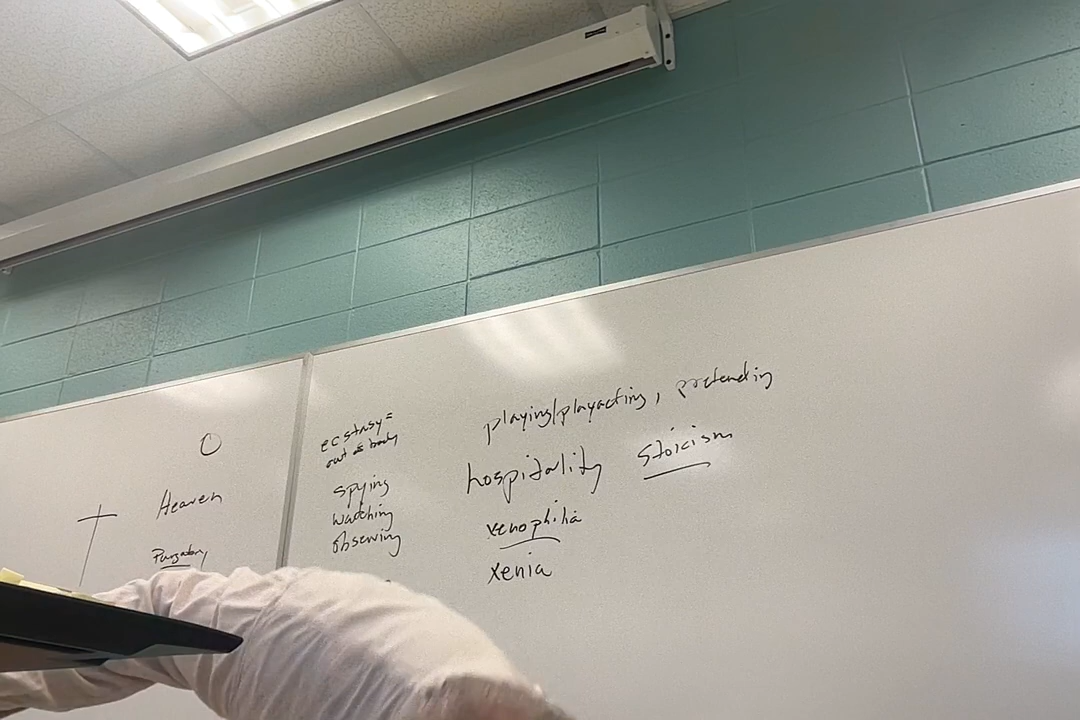 Heaven
Purgatory
ecstasy =
out of body
spying
watching
observing
playing/playacting, pretending
hospitality stoicism
xenophilia
xenia